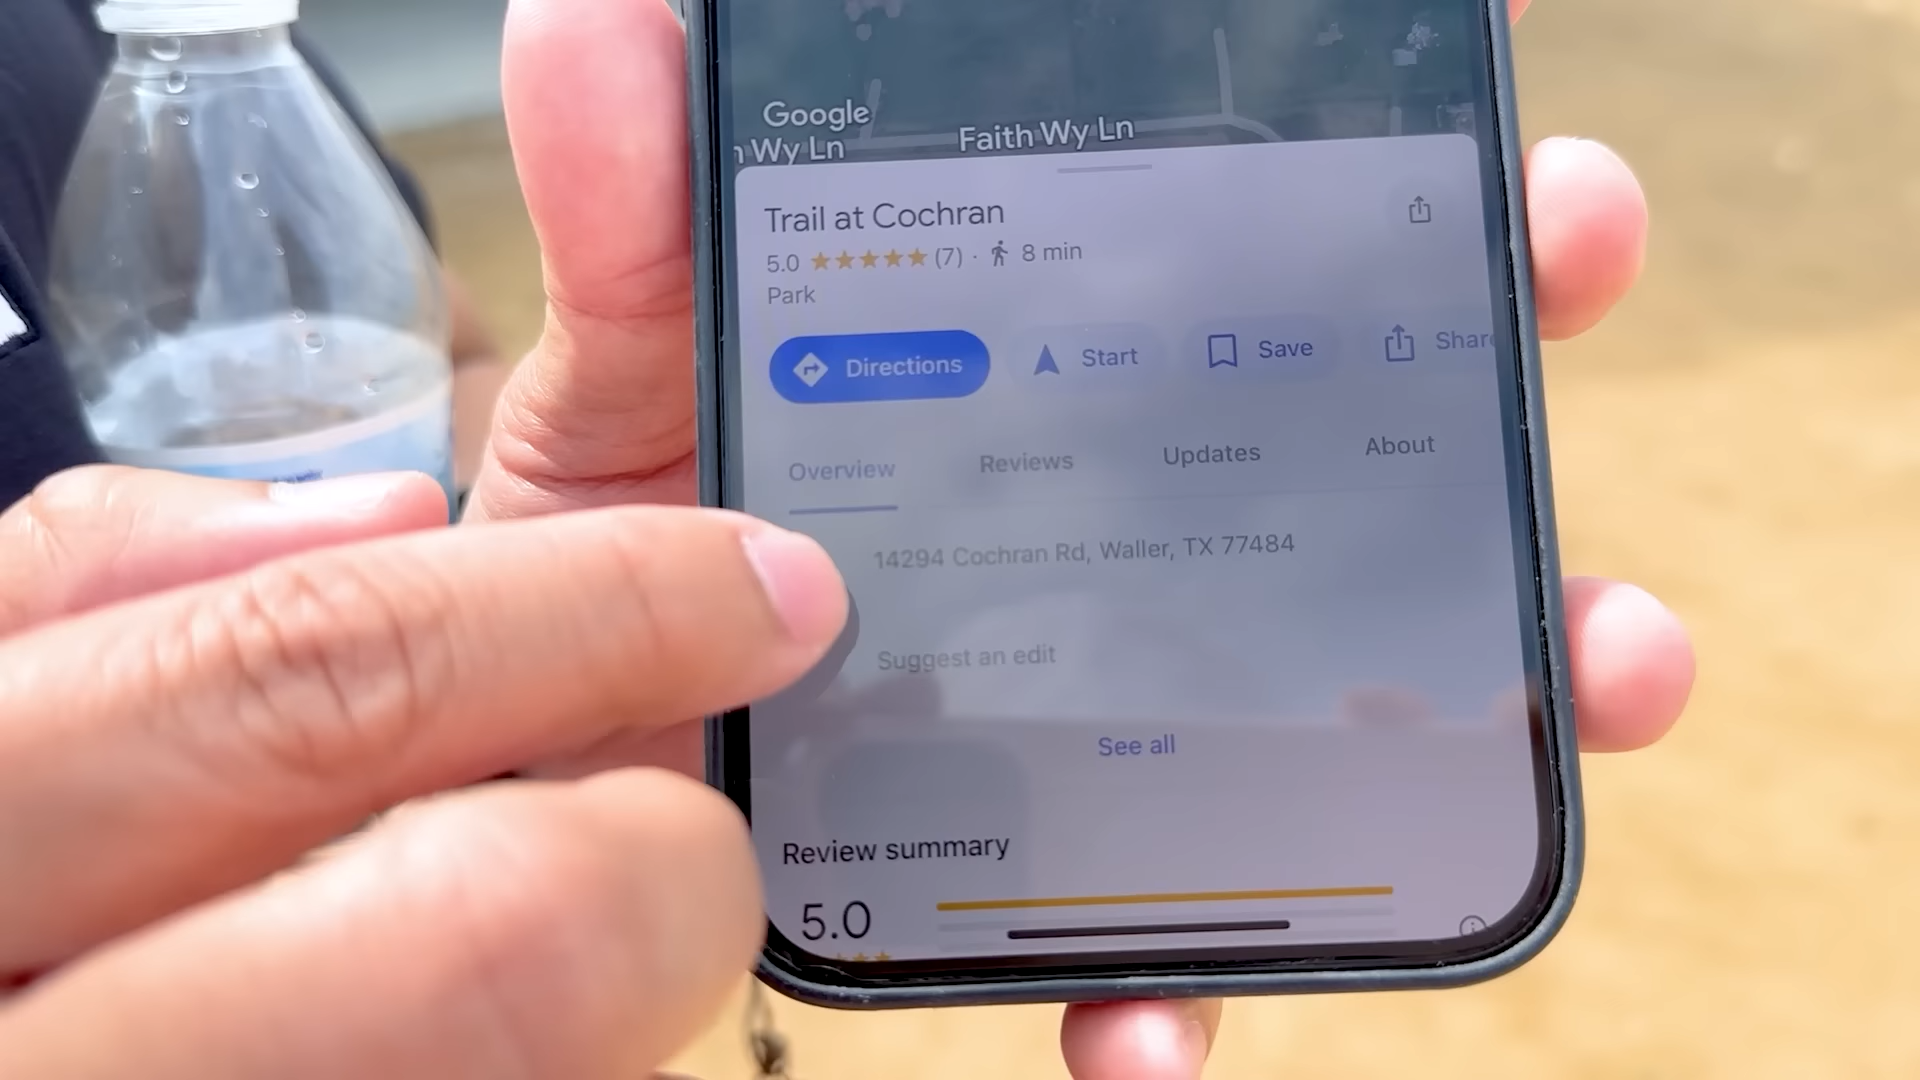 Google
Wy Ln
Faith Wy Ln
Trail at Cochran
5.0 (7) · 8 min
Park
Directions
Start
Save
Share
Overview
Reviews
Updates
About
14294 Cochran Rd, Waller, TX 77484
Suggest an edit
See all
Review summary
5.0